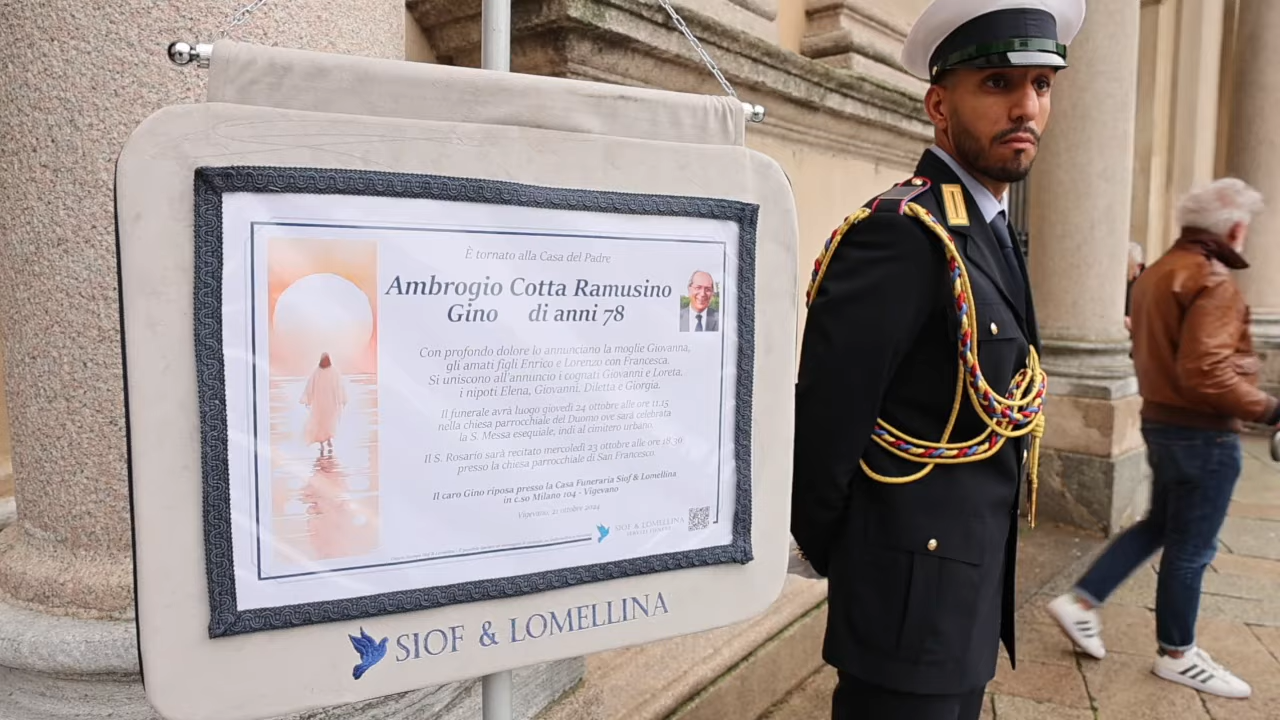 È tornato alla Casa del Padre
Ambrogio Cotta Ramusino
Gino di anni 78
Con profondo dolore lo annunciano la moglie Giovanna,
gli amati figli Enrico e Lorenzo con Francesca.
Si uniscono all'annuncio i cognati Giovanni e Loreta,
i nipoti Elena, Giovanni, Diletta e Giorgia.
Il funerale avrà luogo giovedì 24 ottobre alle ore 11.15
nella chiesa parrocchiale del Duomo ove sarà celebrata
la S. Messa esequiale, indi al cimitero urbano.
Il S. Rosario sarà recitato mercoledì 23 ottobre alle ore 18.30
presso la chiesa parrocchiale di San Francesco.
Il caro Gino riposa presso la Casa Funeraria Siof & Lomellina
in c.so Milano 104 - Vigevano
Vigevano, 21 ottobre 2024
SIOF & LOMELLINA
SIOF & LOMELLINA